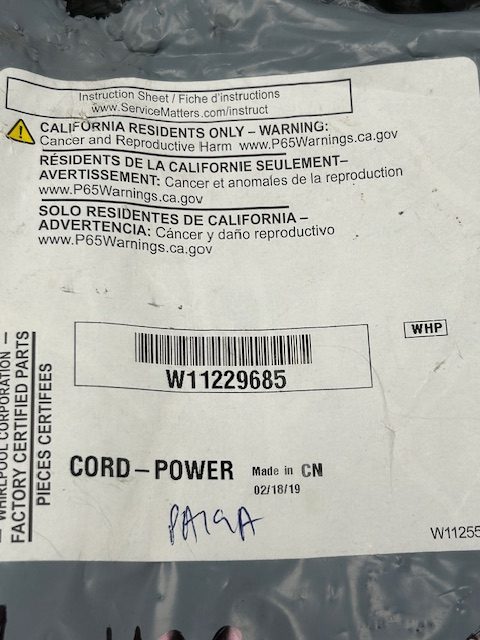 Instruction Sheet / Fiche d'instructions
www.ServiceMatters.com/instruct
CALIFORNIA RESIDENTS ONLY – WARNING:
Cancer and Reproductive Harm www.P65Warnings.ca.gov
RÉSIDENTS DE LA CALIFORNIE SEULEMENT–
AVERTISSEMENT: Cancer et anomales de la reproduction
www.P65Warnings.ca.gov
SOLO RESIDENTES DE CALIFORNIA –
ADVERTENCIA: Cáncer y daño reproductivo
www.P65Warnings.ca.gov
WHP
W11229685
WHIRLPOOL CORPORATION –
FACTORY CERTIFIED PARTS
PIECES CERTIFEES
CORD–POWER Made in CN
02/18/19
W11255